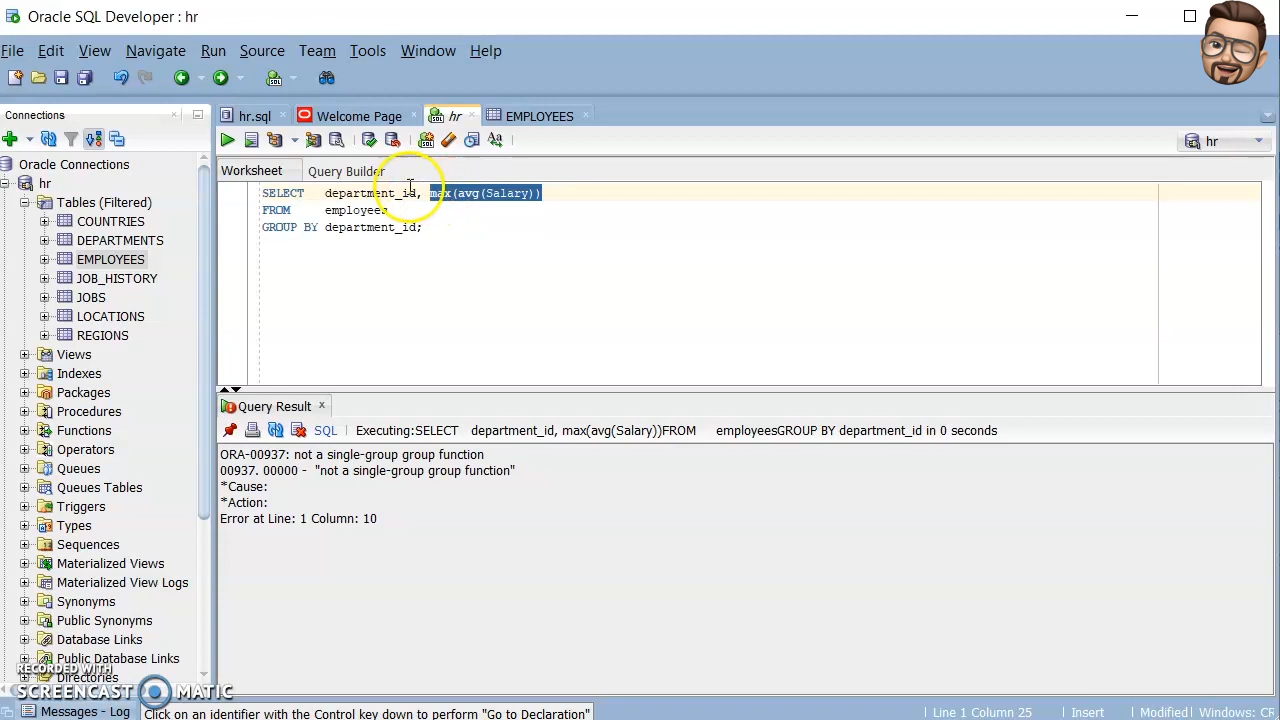 Oracle SQL Developer : hr
File Edit View Navigate Run Source Team Tools Window Help
Connections
hr.sql Welcome Page hr EMPLOYEES
hr
Worksheet Query Builder
Oracle Connections
hr
Tables (Filtered)
COUNTRIES
DEPARTMENTS
EMPLOYEES
JOB_HISTORY
JOBS
LOCATIONS
REGIONS
Views
Indexes
Packages
Procedures
Functions
Operators
Queues
Queues Tables
Triggers
Types
Sequences
Materialized Views
Materialized View Logs
Synonyms
Public Synonyms
Database Links
Public Database Links
Directories
SELECT department_id, max(avg(Salary))
FROM employees
GROUP BY department_id;
Query Result
SQL | Executing:SELECT department_id, max(avg(Salary))FROM employeesGROUP BY department_id in 0 seconds
ORA-00937: not a single-group group function
00937. 00000 - "not a single-group group function"
*Cause:
*Action:
Error at Line: 1 Column: 10
RECORDED WITH
SCREENCAST MATIC
Messages - Log
Click on an identifier with the Control key down to perform "Go to Declaration"
Line 1 Column 25 Insert Modified Windows: CR